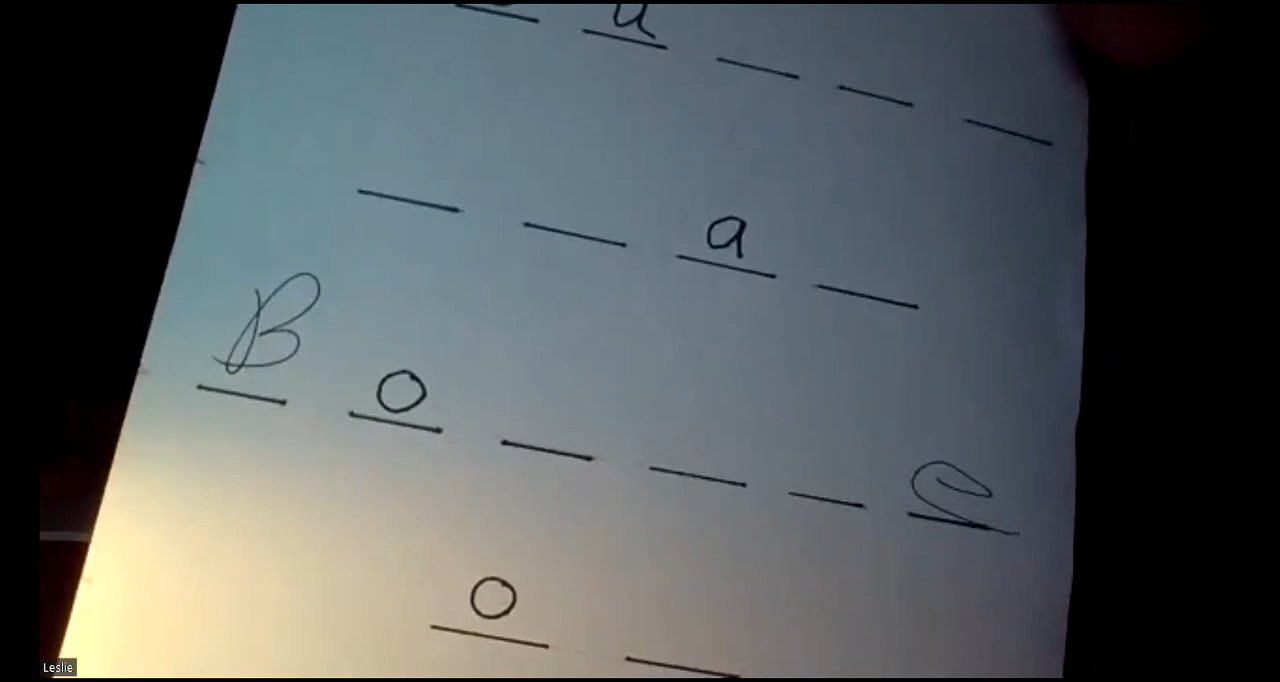 _ u _ _ _
_ _ a _
B o _ _ _ e
o _
Leslie